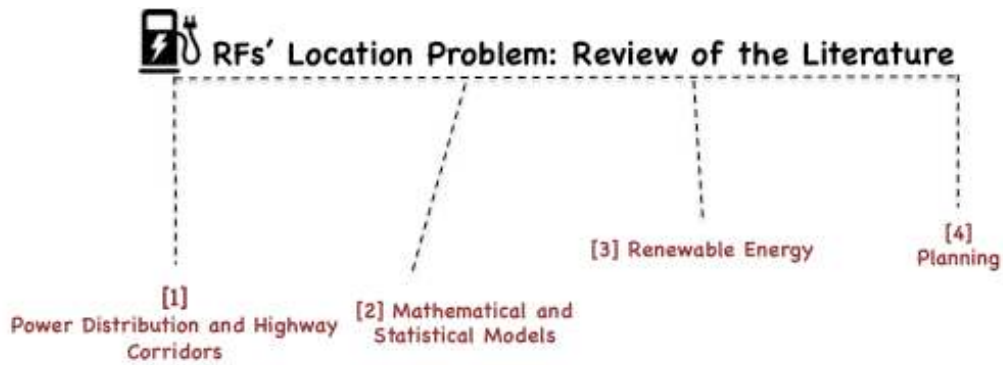 RFs' Location Problem: Review of the Literature
[1]
Power Distribution and Highway
Corridors
[2] Mathematical and
Statistical Models
[3] Renewable Energy
[4]
Planning